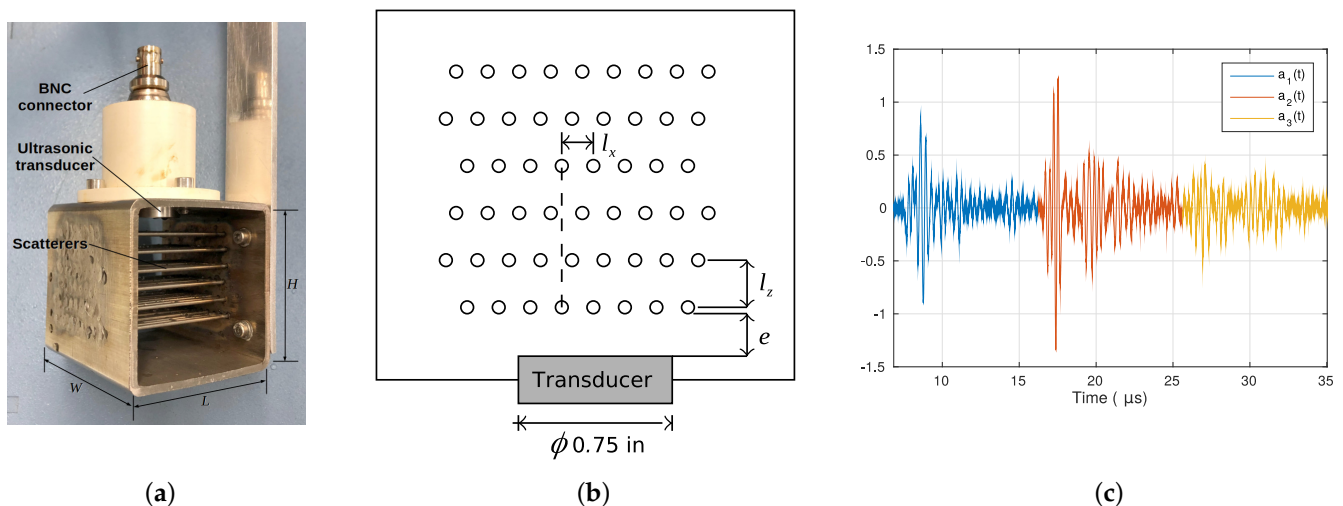 BNC
connector
Ultrasonic
transducer
Scatterers
H
W
L
(a)
l_x
l_z
e
Transducer
ϕ 0.75 in
(b)
1.5
1
0.5
0
-0.5
-1
-1.5
10 15 20 25 30 35
Time ( μs)
a_1(t)
a_2(t)
a_3(t)
(c)